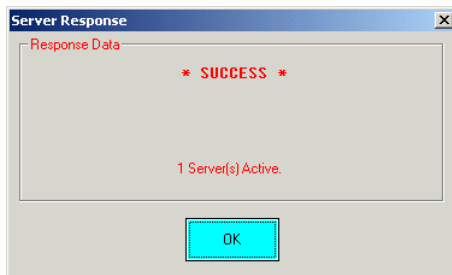 Server Response
Response Data
* SUCCESS *
1 Server(s) Active.
OK